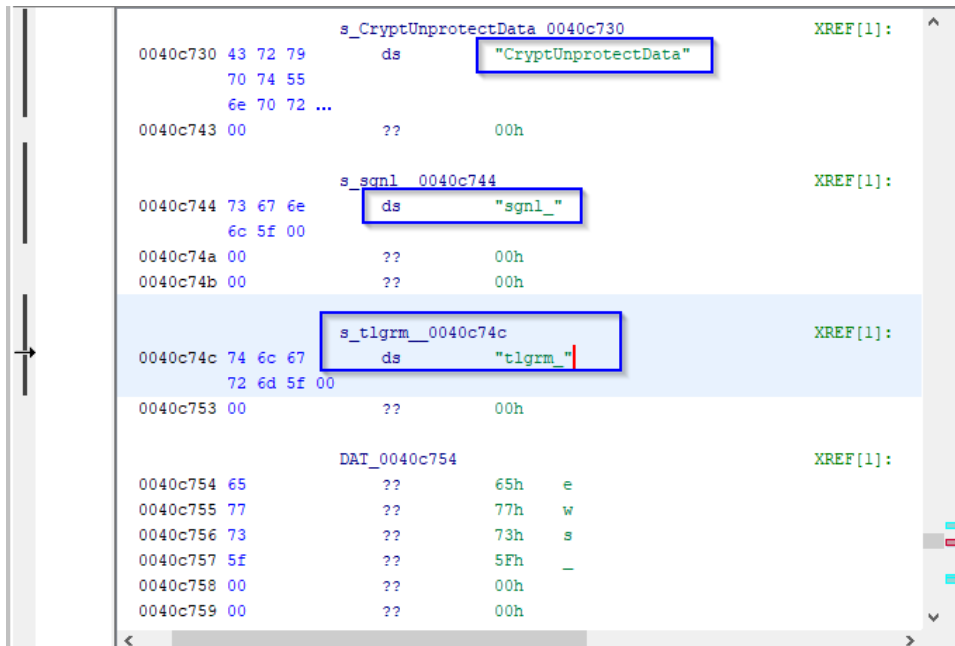 s_CryptUnprotectData_0040c730 XREF[1]:
0040c730 43 72 79 ds "CryptUnprotectData"
70 74 55
6e 70 72 ...
0040c743 00 ?? 00h
s_sgnl__0040c744 XREF[1]:
0040c744 73 67 6e ds "sgnl_"
6c 5f 00
0040c74a 00 ?? 00h
0040c74b 00 ?? 00h
s_tlgrm__0040c74c XREF[1]:
0040c74c 74 6c 67 ds "tlgrm_"
72 6d 5f 00
0040c753 00 ?? 00h
DAT_0040c754 XREF[1]:
0040c754 65 ?? 65h e
0040c755 77 ?? 77h w
0040c756 73 ?? 73h s
0040c757 5f ?? 5Fh _
0040c758 00 ?? 00h
0040c759 00 ?? 00h